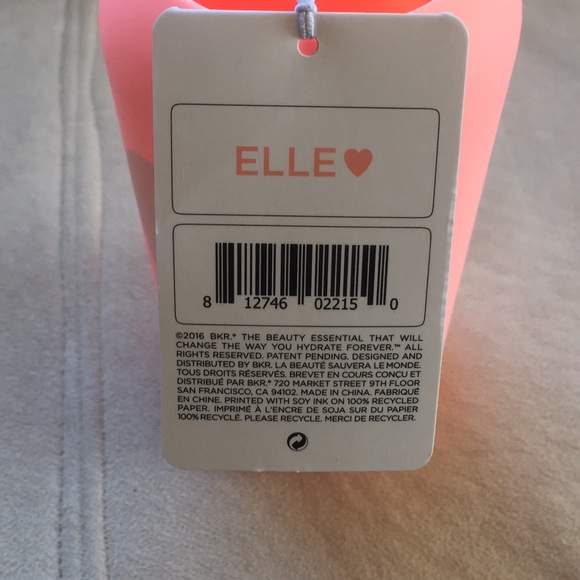 ELLE♥
8 12746 02215 0
©2016 BKR.® THE BEAUTY ESSENTIAL THAT WILL
CHANGE THE WAY YOU HYDRATE FOREVER.™ ALL
RIGHTS RESERVED. PATENT PENDING. DESIGNED AND
DISTRIBUTED BY BKR. LA BEAUTÉ SAUVERA LE MONDE.
TOUS DROITS RÉSERVÉS. BREVET EN COURS CONÇU ET
DISTRIBUÉ PAR BKR.® 720 MARKET STREET 9TH FLOOR
SAN FRANCISCO, CA 94102. MADE IN CHINA. FABRIQUÉ
EN CHINE. PRINTED WITH SOY INK ON 100% RECYCLED
PAPER. IMPRIMÉ À L'ENCRE DE SOJA SUR DU PAPIER
100% RECYCLÉ. PLEASE RECYCLE. MERCI DE RECYCLER.